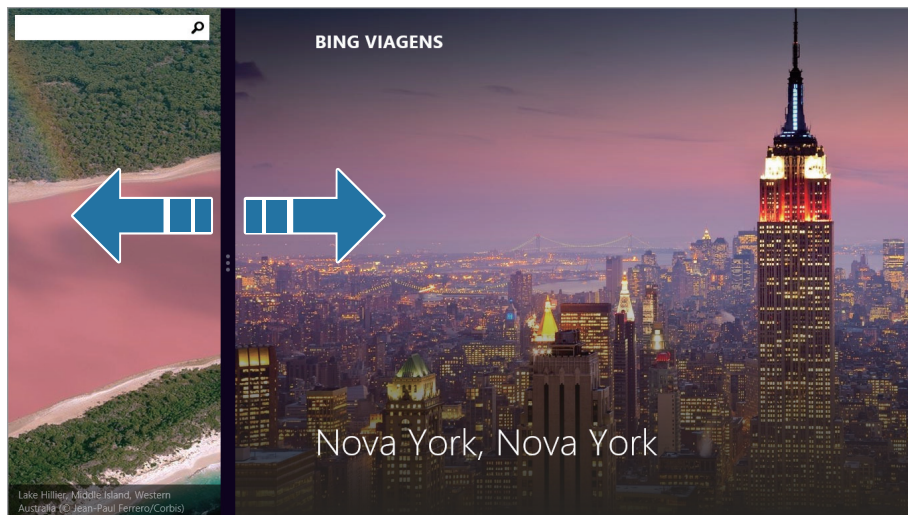 BING VIAGENS
Nova York, Nova York
Lake Hillier, Middle Island, Western
Australia (© Jean-Paul Ferrero/Corbis)